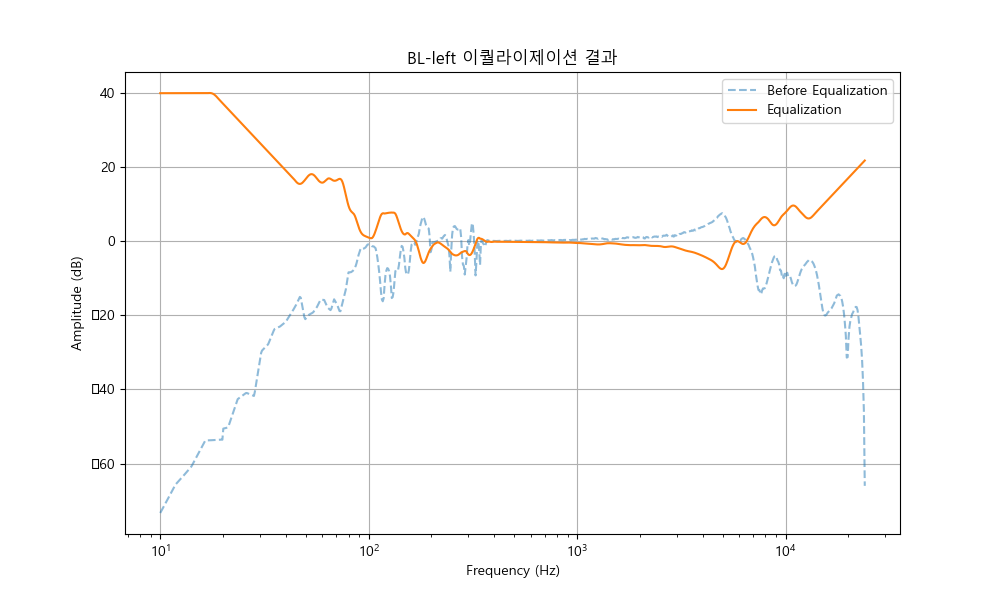 BL-left 이퀄라이제이션 결과
Before Equalization
Equalization
Amplitude (dB)
40
20
0
▯20
▯40
▯60
10¹
10²
10³
10⁴
Frequency (Hz)